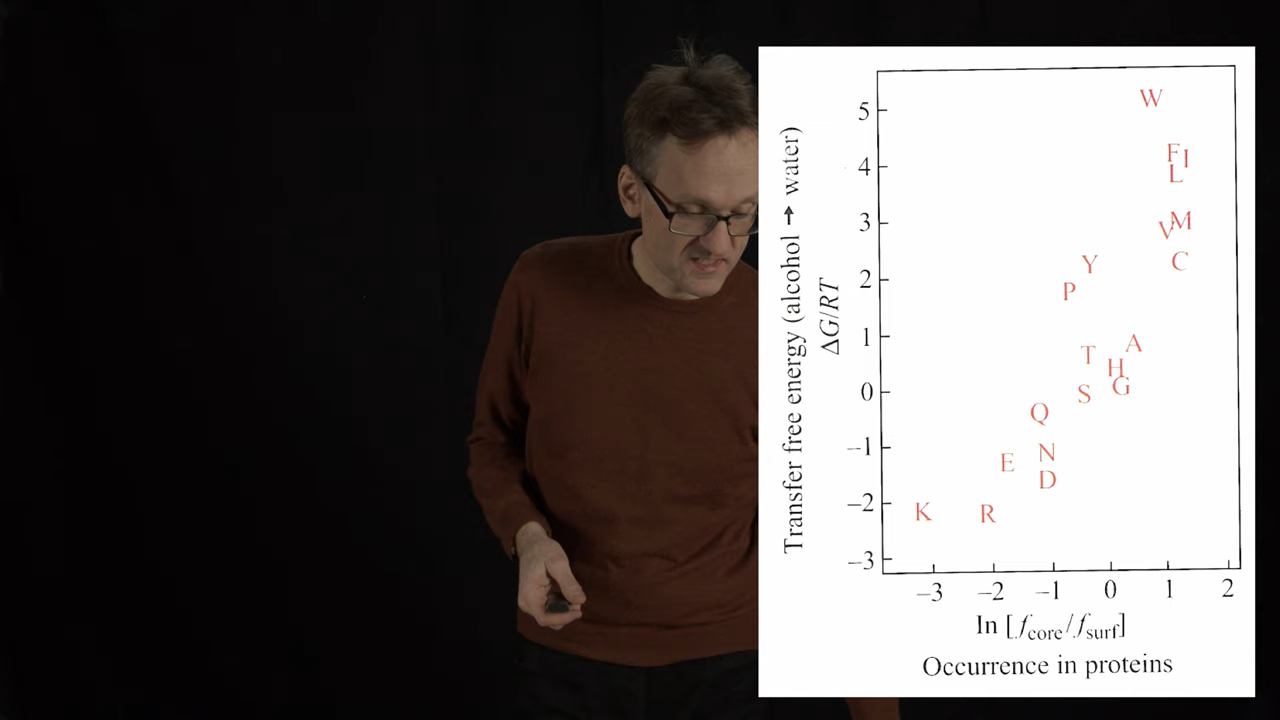 Transfer free energy (alcohol → water)
ΔG/RT
5
4
3
2
1
0
–1
–2
–3
W
F I
L
V M
C
Y
P
A
T
H
G
S
Q
N
E
D
K
R
–3 –2 –1 0 1 2
ln [fcore/fsurf]
Occurrence in proteins